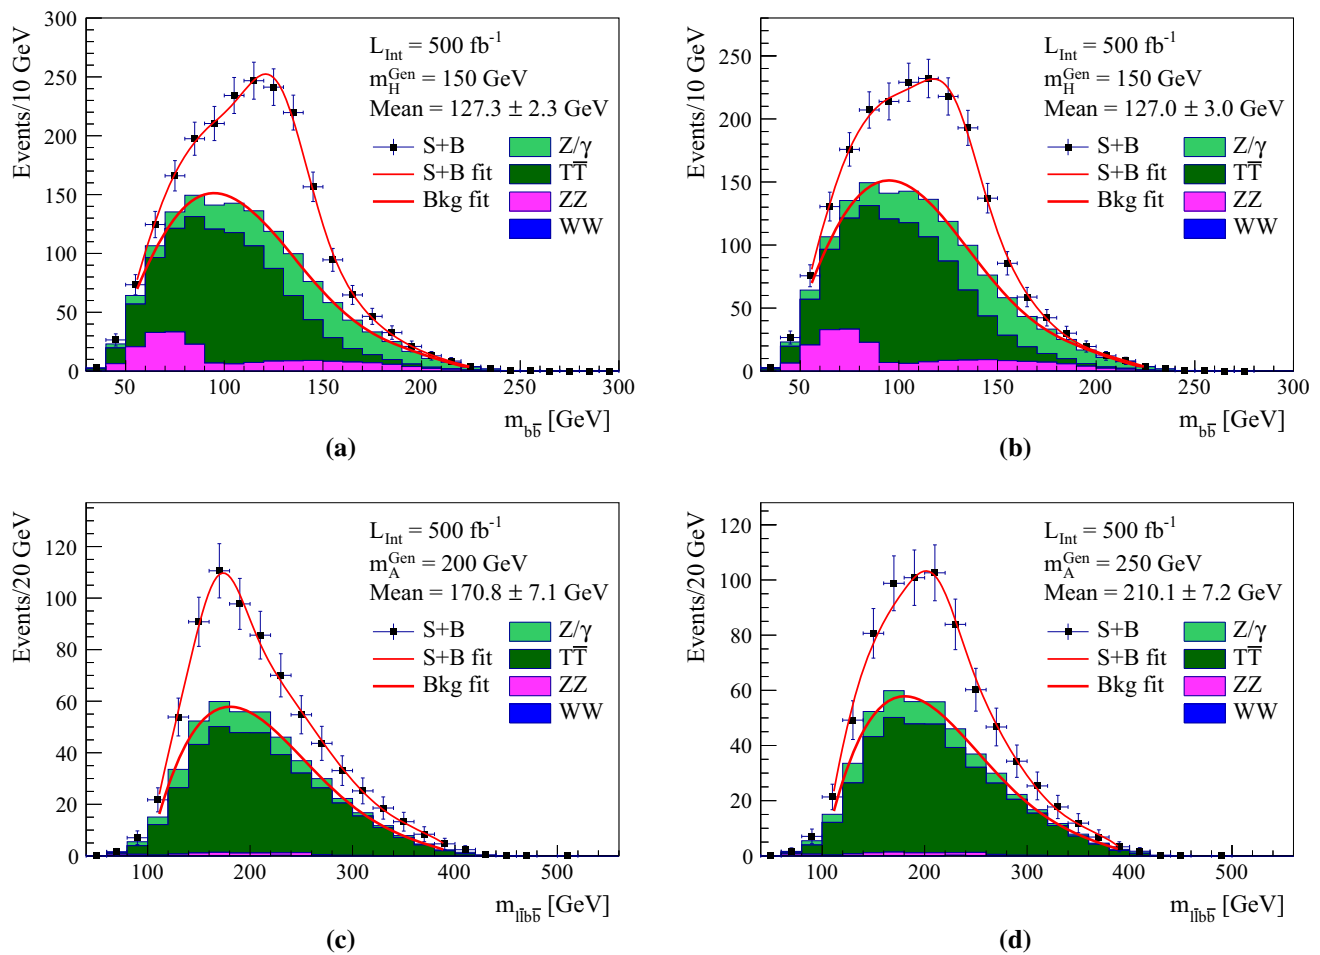 Events/10 GeV
300
250
200
150
100
50
0
L_Int = 500 fb^-1
m_H^Gen = 150 GeV
Mean = 127.3 ± 2.3 GeV
S+B
S+B fit
Bkg fit
Z/γ
TT̅
ZZ
WW
50 100 150 200 250 300
m_bb̅ [GeV]
(a)
Events/10 GeV
250
200
150
100
50
0
L_Int = 500 fb^-1
m_H^Gen = 150 GeV
Mean = 127.0 ± 3.0 GeV
S+B
S+B fit
Bkg fit
Z/γ
TT̅
ZZ
WW
50 100 150 200 250 300
m_bb̅ [GeV]
(b)
Events/20 GeV
120
100
80
60
40
20
0
L_Int = 500 fb^-1
m_A^Gen = 200 GeV
Mean = 170.8 ± 7.1 GeV
S+B
S+B fit
Bkg fit
Z/γ
TT̅
ZZ
WW
100 200 300 400 500
m_ll̅bb̅ [GeV]
(c)
Events/20 GeV
120
100
80
60
40
20
0
L_Int = 500 fb^-1
m_A^Gen = 250 GeV
Mean = 210.1 ± 7.2 GeV
S+B
S+B fit
Bkg fit
Z/γ
TT̅
ZZ
WW
100 200 300 400 500
m_ll̅bb̅ [GeV]
(d)